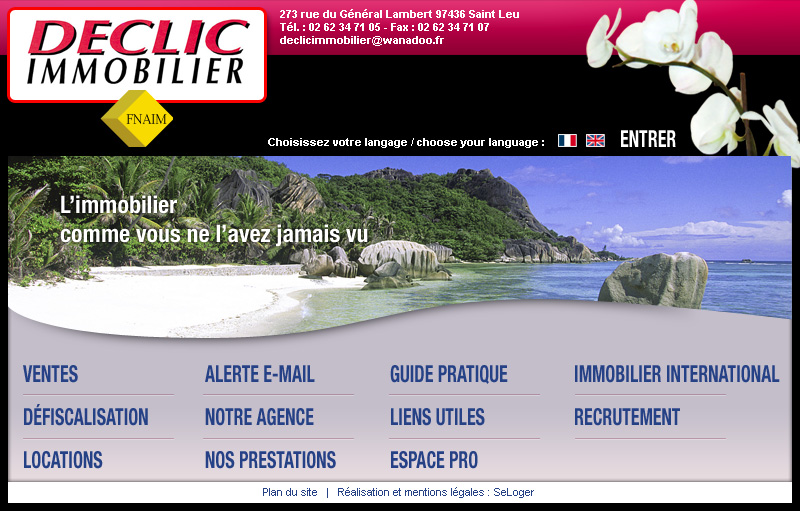 DECLIC
IMMOBILIER
FNAIM
273 rue du Général Lambert 97436 Saint Leu
Tél. : 02 62 34 71 05 - Fax : 02 62 34 71 07
declicimmobilier@wanadoo.fr
Choisissez votre langage / choose your language :
ENTRER
L'immobilier
comme vous ne l'avez jamais vu
VENTES
ALERTE E-MAIL
GUIDE PRATIQUE
IMMOBILIER INTERNATIONAL
DÉFISCALISATION
NOTRE AGENCE
LIENS UTILES
RECRUTEMENT
LOCATIONS
NOS PRESTATIONS
ESPACE PRO
Plan du site | Réalisation et mentions légales : SeLoger